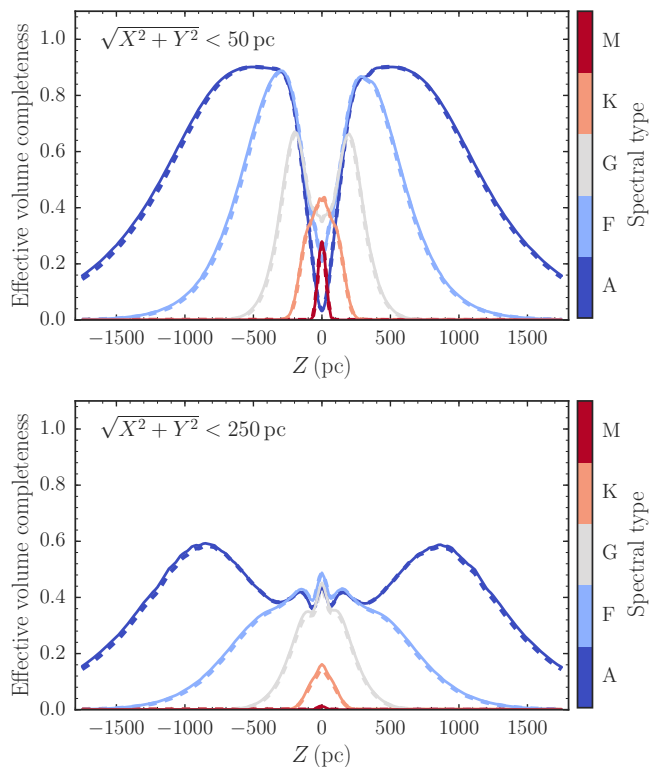 √X² + Y² < 50 pc
Effective volume completeness
1.0
0.8
0.6
0.4
0.2
0.0
−1500 −1000 −500 0 500 1000 1500
Z (pc)
M
K
G
F
A
Spectral type
√X² + Y² < 250 pc
Effective volume completeness
1.0
0.8
0.6
0.4
0.2
0.0
−1500 −1000 −500 0 500 1000 1500
Z (pc)
M
K
G
F
A
Spectral type